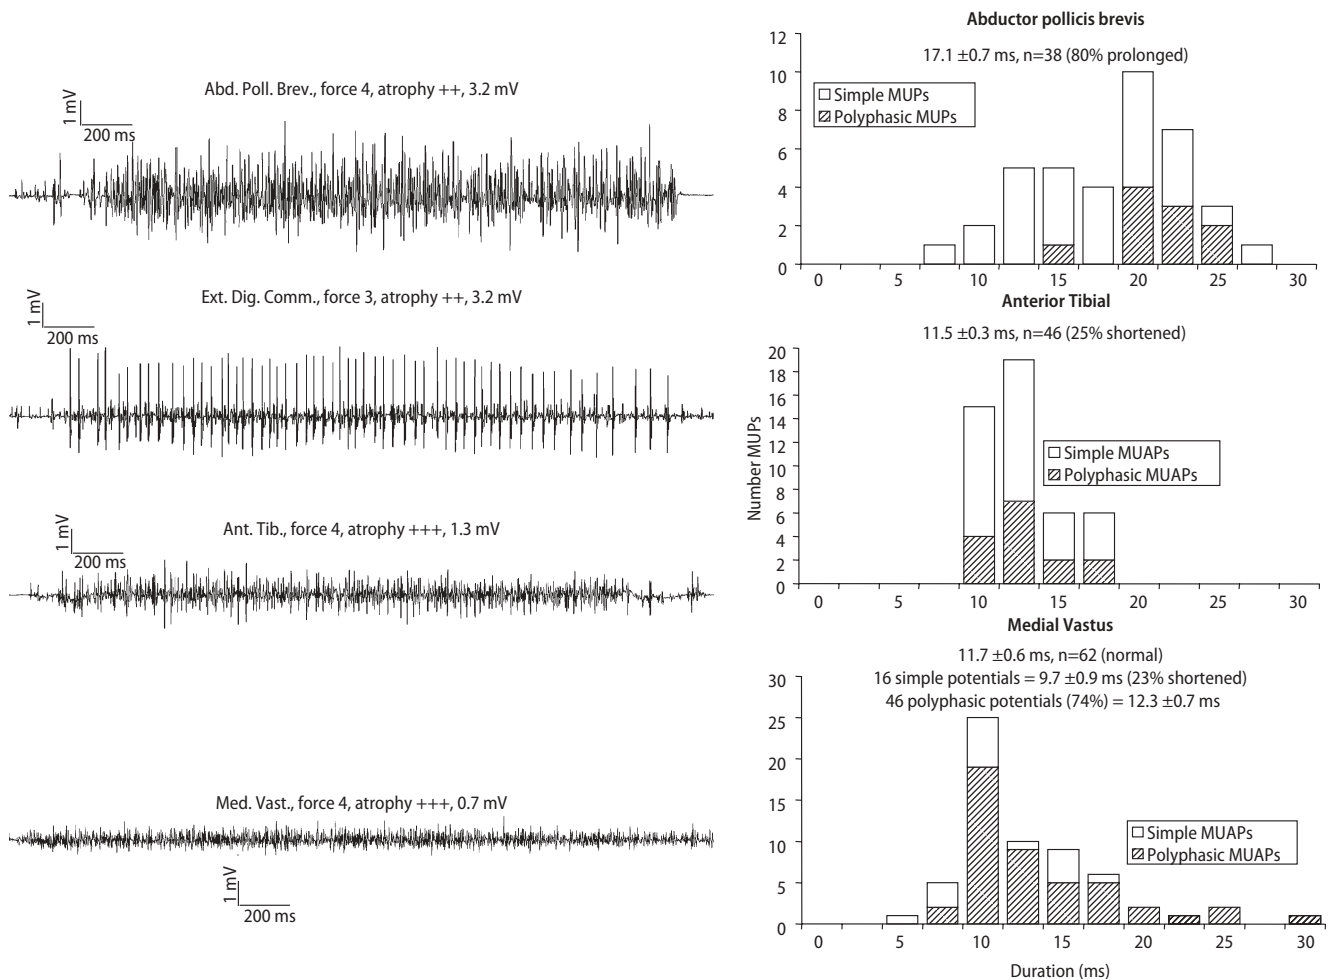 Abd. Poll. Brev., force 4, atrophy ++, 3.2 mV
1 mV
200 ms
Ext. Dig. Comm., force 3, atrophy ++, 3.2 mV
1 mV
200 ms
Ant. Tib., force 4, atrophy +++, 1.3 mV
1 mV
200 ms
Med. Vast., force 4, atrophy +++, 0.7 mV
1 mV
200 ms
Abductor pollicis brevis
17.1 ±0.7 ms, n=38 (80% prolonged)
Simple MUPs
Polyphasic MUPs
12
10
8
6
4
2
0
0 5 10 15 20 25 30
Anterior Tibial
11.5 ±0.3 ms, n=46 (25% shortened)
Simple MUAPs
Polyphasic MUAPs
Number MUPs
20
18
16
14
12
10
8
6
4
2
0
0 5 10 15 20 25 30
Medial Vastus
11.7 ±0.6 ms, n=62 (normal)
16 simple potentials = 9.7 ±0.9 ms (23% shortened)
46 polyphasic potentials (74%) = 12.3 ±0.7 ms
Simple MUAPs
Polyphasic MUAPs
30
25
20
15
10
5
0
0 5 10 15 20 25 30
Duration (ms)